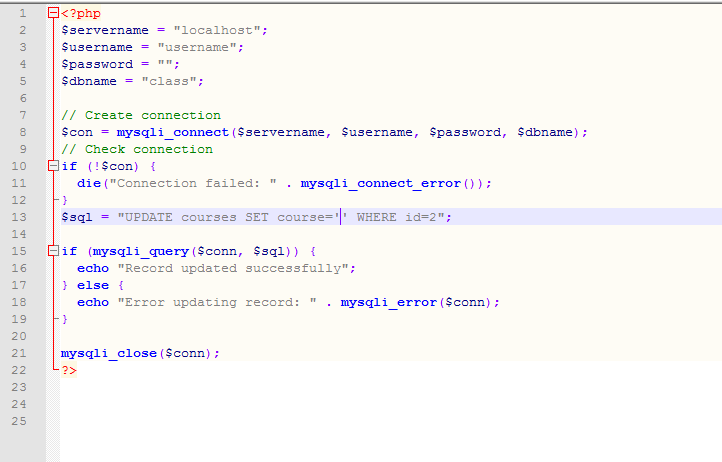 1 <?php
2 $servername = "localhost";
3 $username = "username";
4 $password = "";
5 $dbname = "class";
6
7 // Create connection
8 $con = mysqli_connect($servername, $username, $password, $dbname);
9 // Check connection
10 if (!$con) {
11   die("Connection failed: " . mysqli_connect_error());
12 }
13 $sql = "UPDATE courses SET course='' WHERE id=2";
14
15 if (mysqli_query($conn, $sql)) {
16   echo "Record updated successfully";
17 } else {
18   echo "Error updating record: " . mysqli_error($conn);
19 }
20
21 mysqli_close($conn);
22 ?>
23
24
25